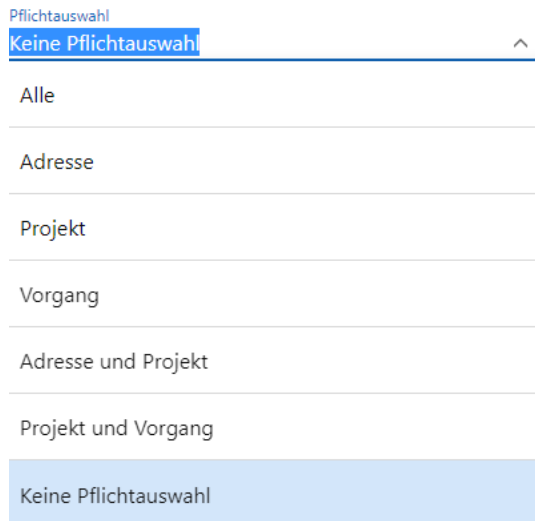 Pflichtauswahl
Keine Pflichtauswahl
Alle
Adresse
Projekt
Vorgang
Adresse und Projekt
Projekt und Vorgang
Keine Pflichtauswahl